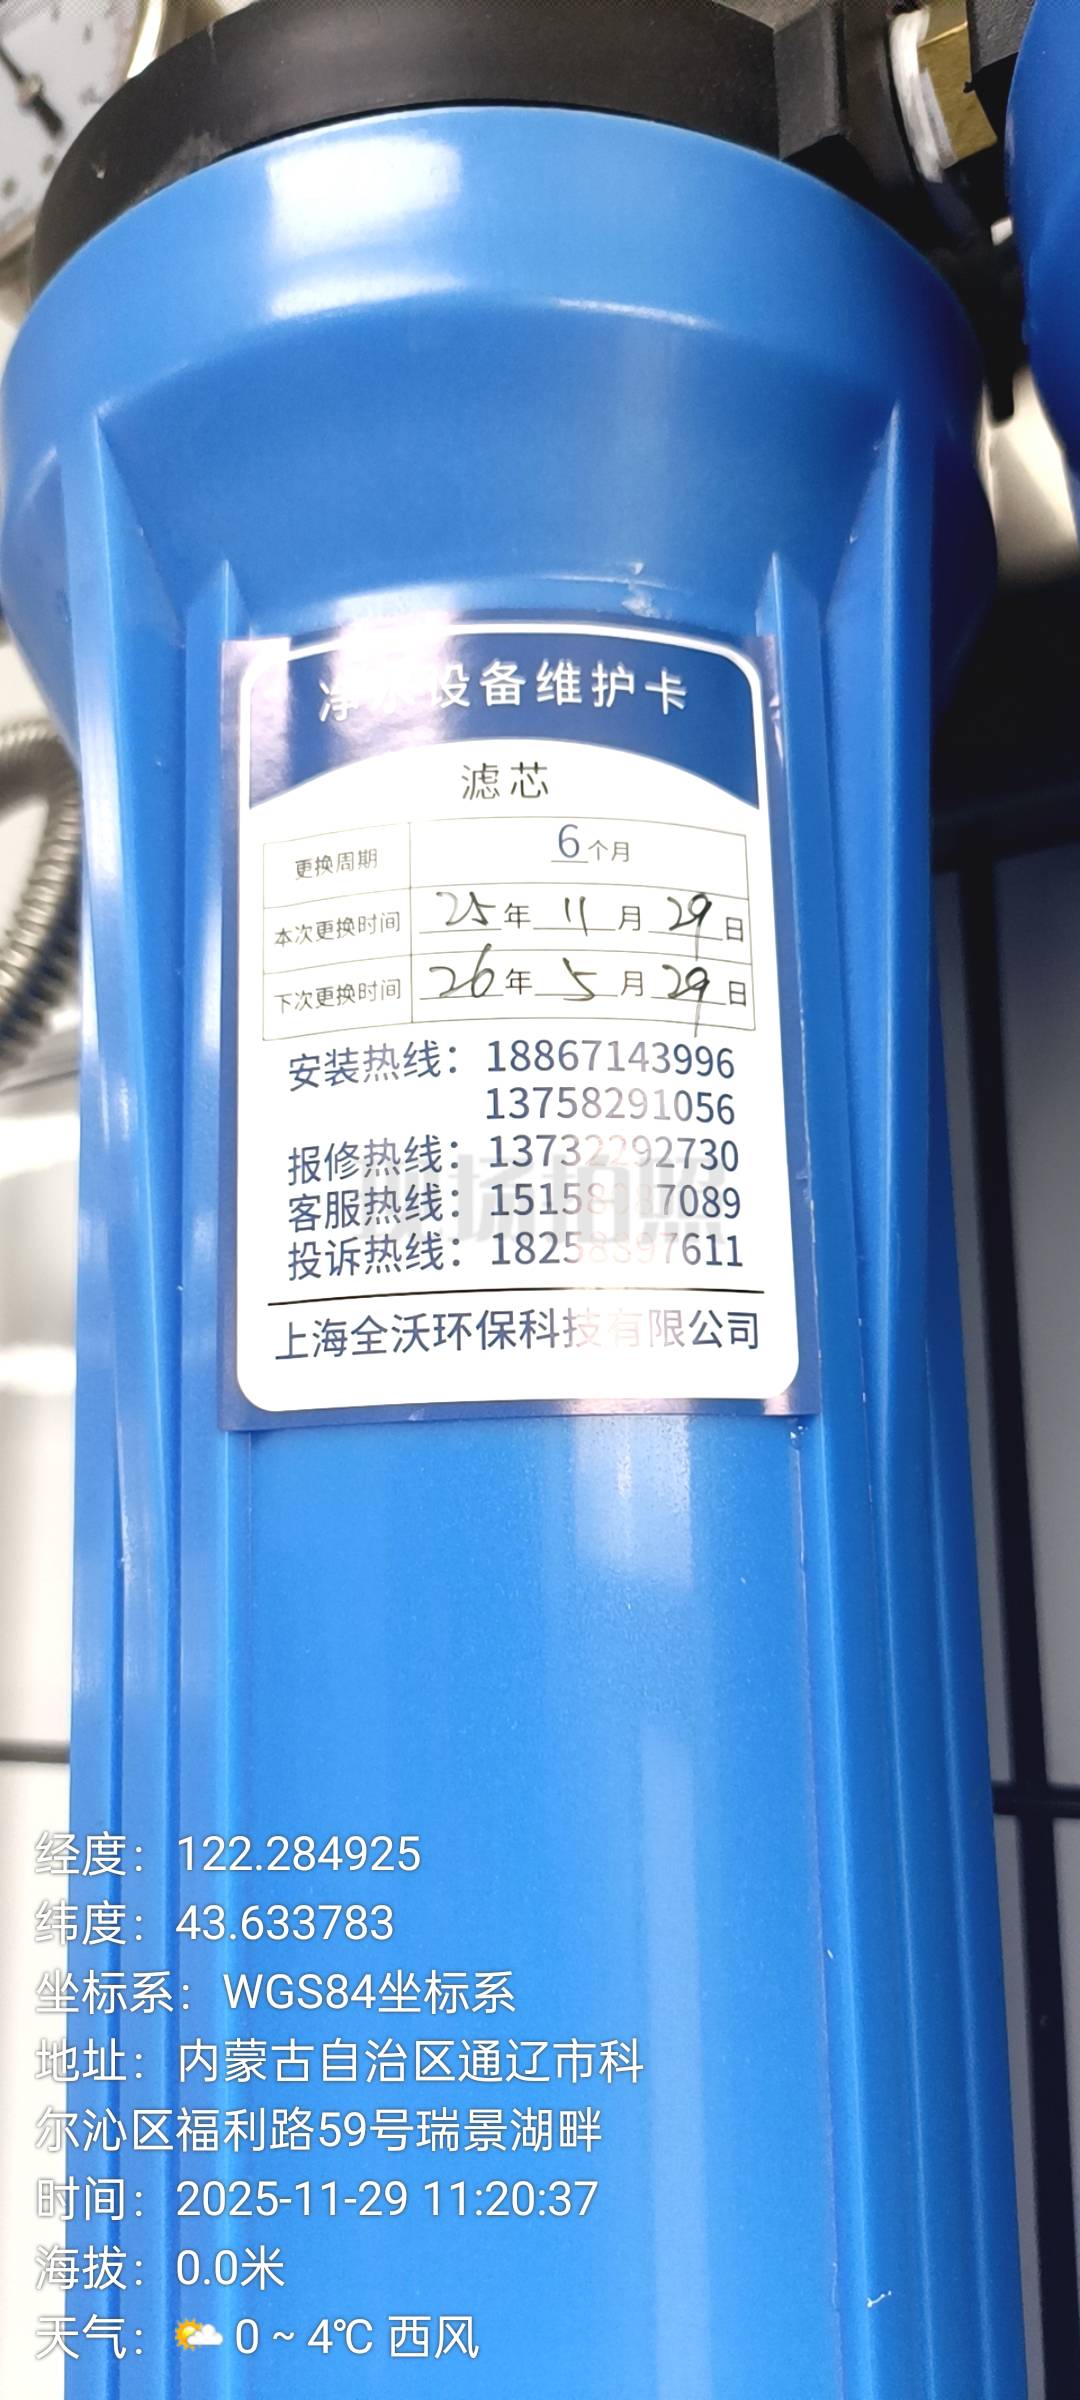 净水设备维护卡
滤芯
更换周期 6个月
本次更换时间 25年11月29日
下次更换时间 26年5月29日
安装热线：18867143996
13758291056
报修热线：13732292730
客服热线：15158087089
投诉热线：18258897611
现场拍照
上海全沃环保科技有限公司
经度：122.284925
纬度：43.633783
坐标系：WGS84坐标系
地址：内蒙古自治区通辽市科
尔沁区福利路59号瑞景湖畔
时间：2025-11-29 11:20:37
海拔：0.0米
天气：0 ~ 4℃ 西风